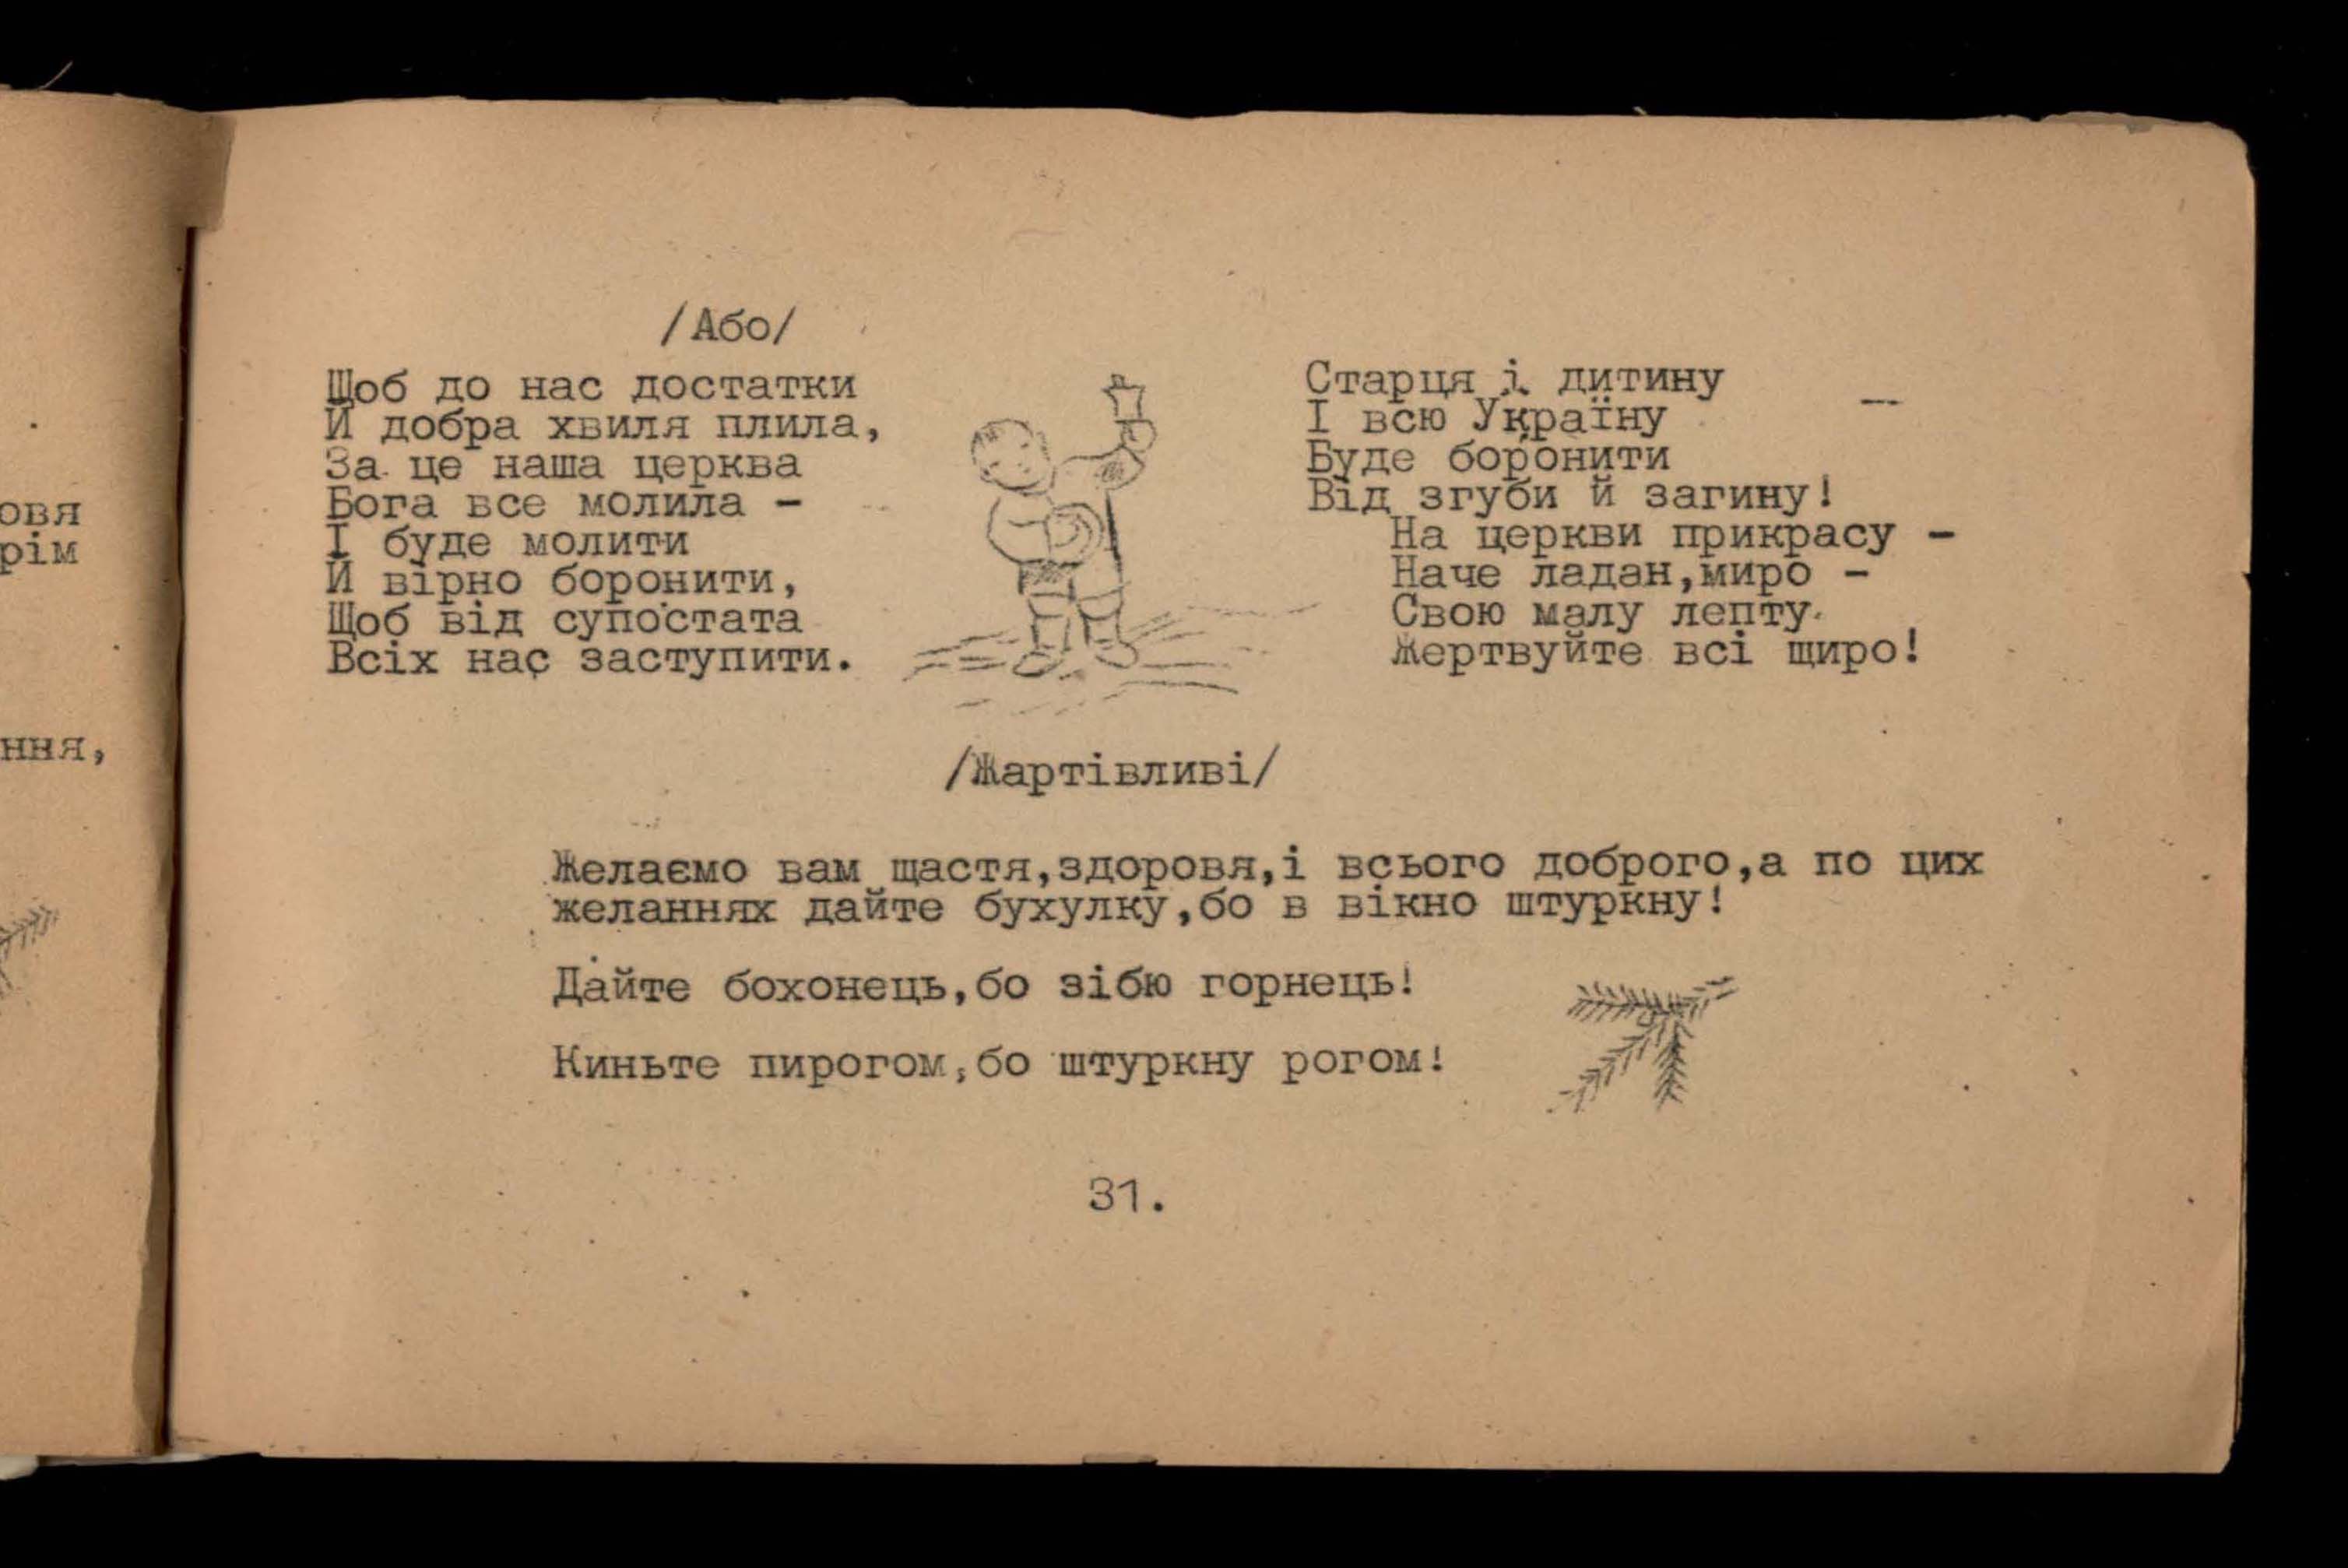 овя
рім
ння,
/Або/
Щоб до нас достатки
Й добра хвиля плила,
За це наша церква
Бога все молила -
І буде молити
Й вірно боронити,
Щоб від супостата
Всіх нас заступити.
Старця і дитину
І всю Україну
Буде боронити
Від згуби й загину!
На церкви прикрасу -
Наче ладан,миро -
Свою малу лепту
Жертвуйте всі щиро!
/Жартівливі/
Желаємо вам щастя,здоровя,і всього доброго,а по цих
желаннях дайте бухулку,бо в вікно штуркну!
Дайте бохонець,бо зібю горнець!
Киньте пирогом,бо штуркну рогом!
31.